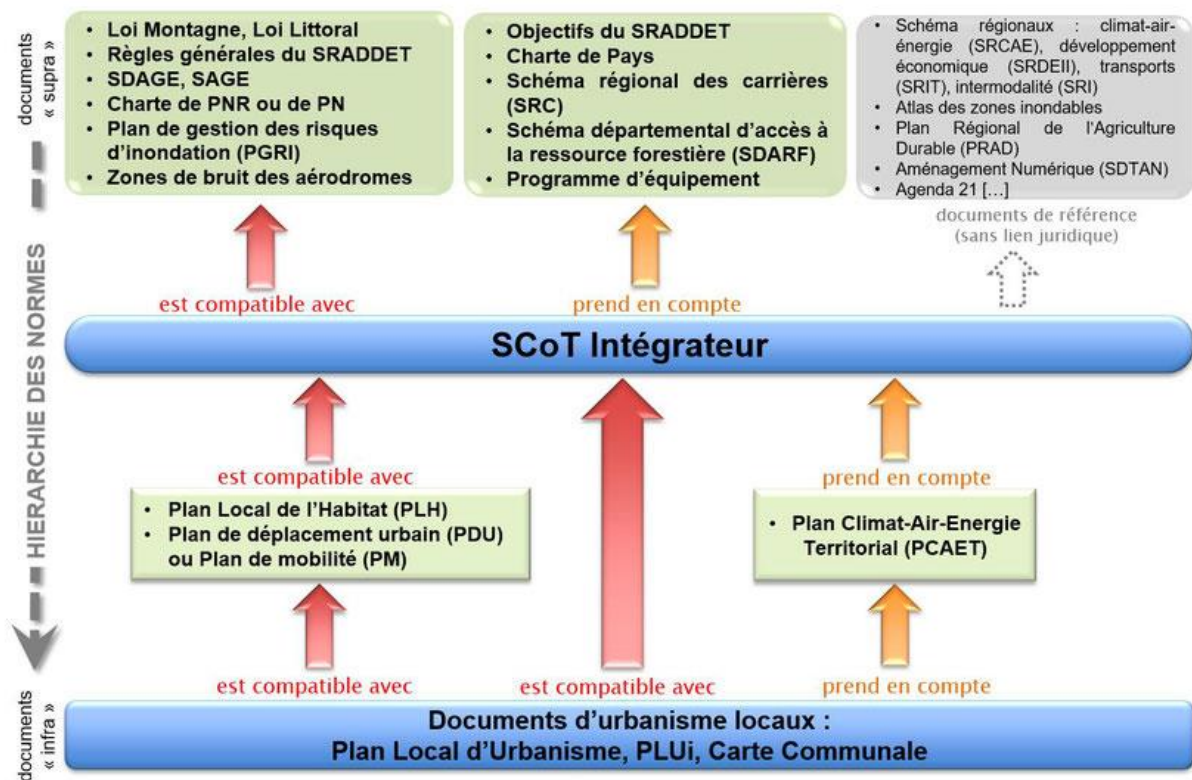 documents
« supra »
• Loi Montagne, Loi Littoral
• Règles générales du SRADDET
• SDAGE, SAGE
• Charte de PNR ou de PN
• Plan de gestion des risques
d’inondation (PGRI)
• Zones de bruit des aérodromes
• Objectifs du SRADDET
• Charte de Pays
• Schéma régional des carrières
(SRC)
• Schéma départemental d’accès à
la ressource forestière (SDARF)
• Programme d’équipement
• Schéma régionaux : climat-air-
énergie (SRCAE), développement
économique (SRDEII), transports
(SRIT), intermodalité (SRI)
• Atlas des zones inondables
• Plan Régional de l’Agriculture
Durable (PRAD)
• Aménagement Numérique (SDTAN)
• Agenda 21 [...]
documents de référence
(sans lien juridique)
est compatible avec
prend en compte
SCoT Intégrateur
HIERARCHIE DES NORMES
est compatible avec
prend en compte
• Plan Local de l’Habitat (PLH)
• Plan de déplacement urbain (PDU)
ou Plan de mobilité (PM)
• Plan Climat-Air-Energie
Territorial (PCAET)
est compatible avec
est compatible avec
prend en compte
documents
« infra »
Documents d’urbanisme locaux :
Plan Local d’Urbanisme, PLUi, Carte Communale